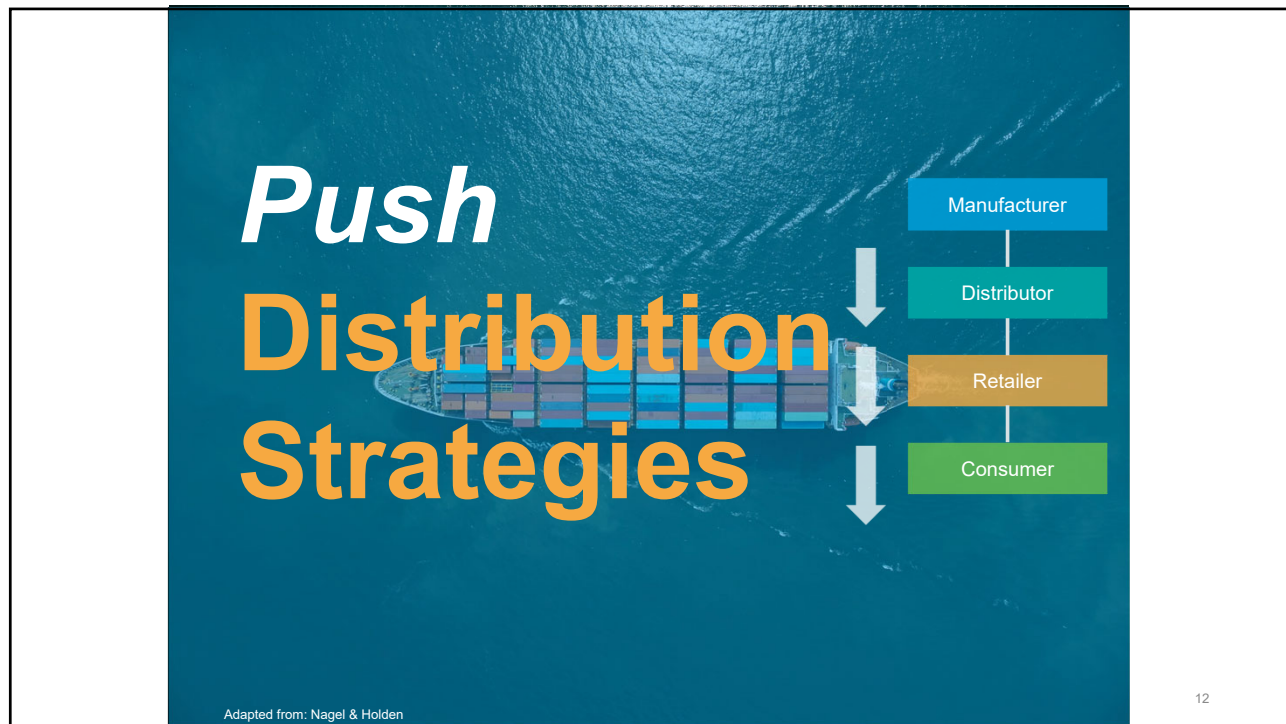 Push
Distribution
Strategies
Manufacturer
Distributor
Retailer
Consumer
Adapted from: Nagel & Holden
12